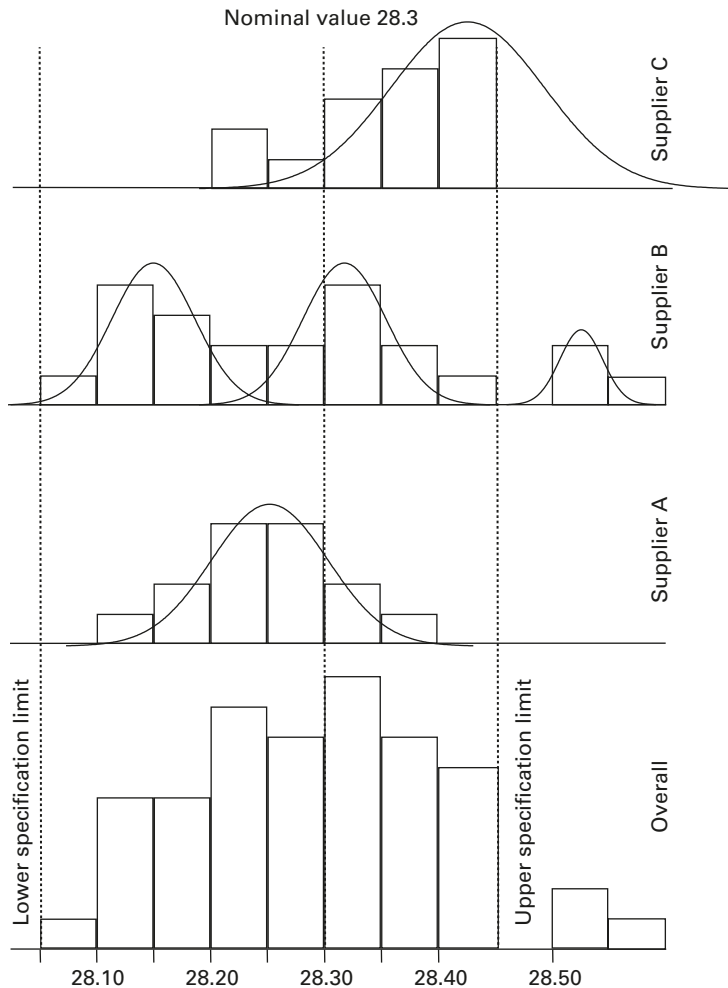 Nominal value 28.3
Supplier C
Supplier B
Supplier A
Overall
Lower specification limit
Upper specification limit
28.10 28.20 28.30 28.40 28.50